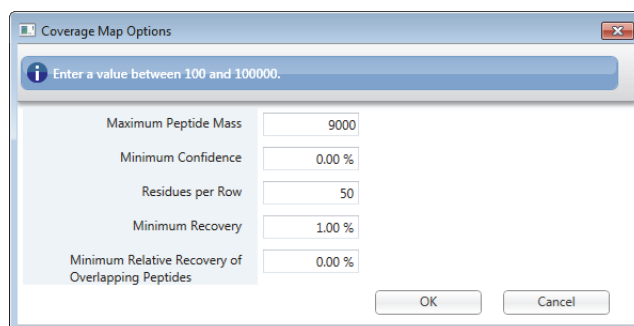 Coverage Map Options
Enter a value between 100 and 100000.
Maximum Peptide Mass 9000
Minimum Confidence 0.00 %
Residues per Row 50
Minimum Recovery 1.00 %
Minimum Relative Recovery of 0.00 %
Overlapping Peptides
OK Cancel